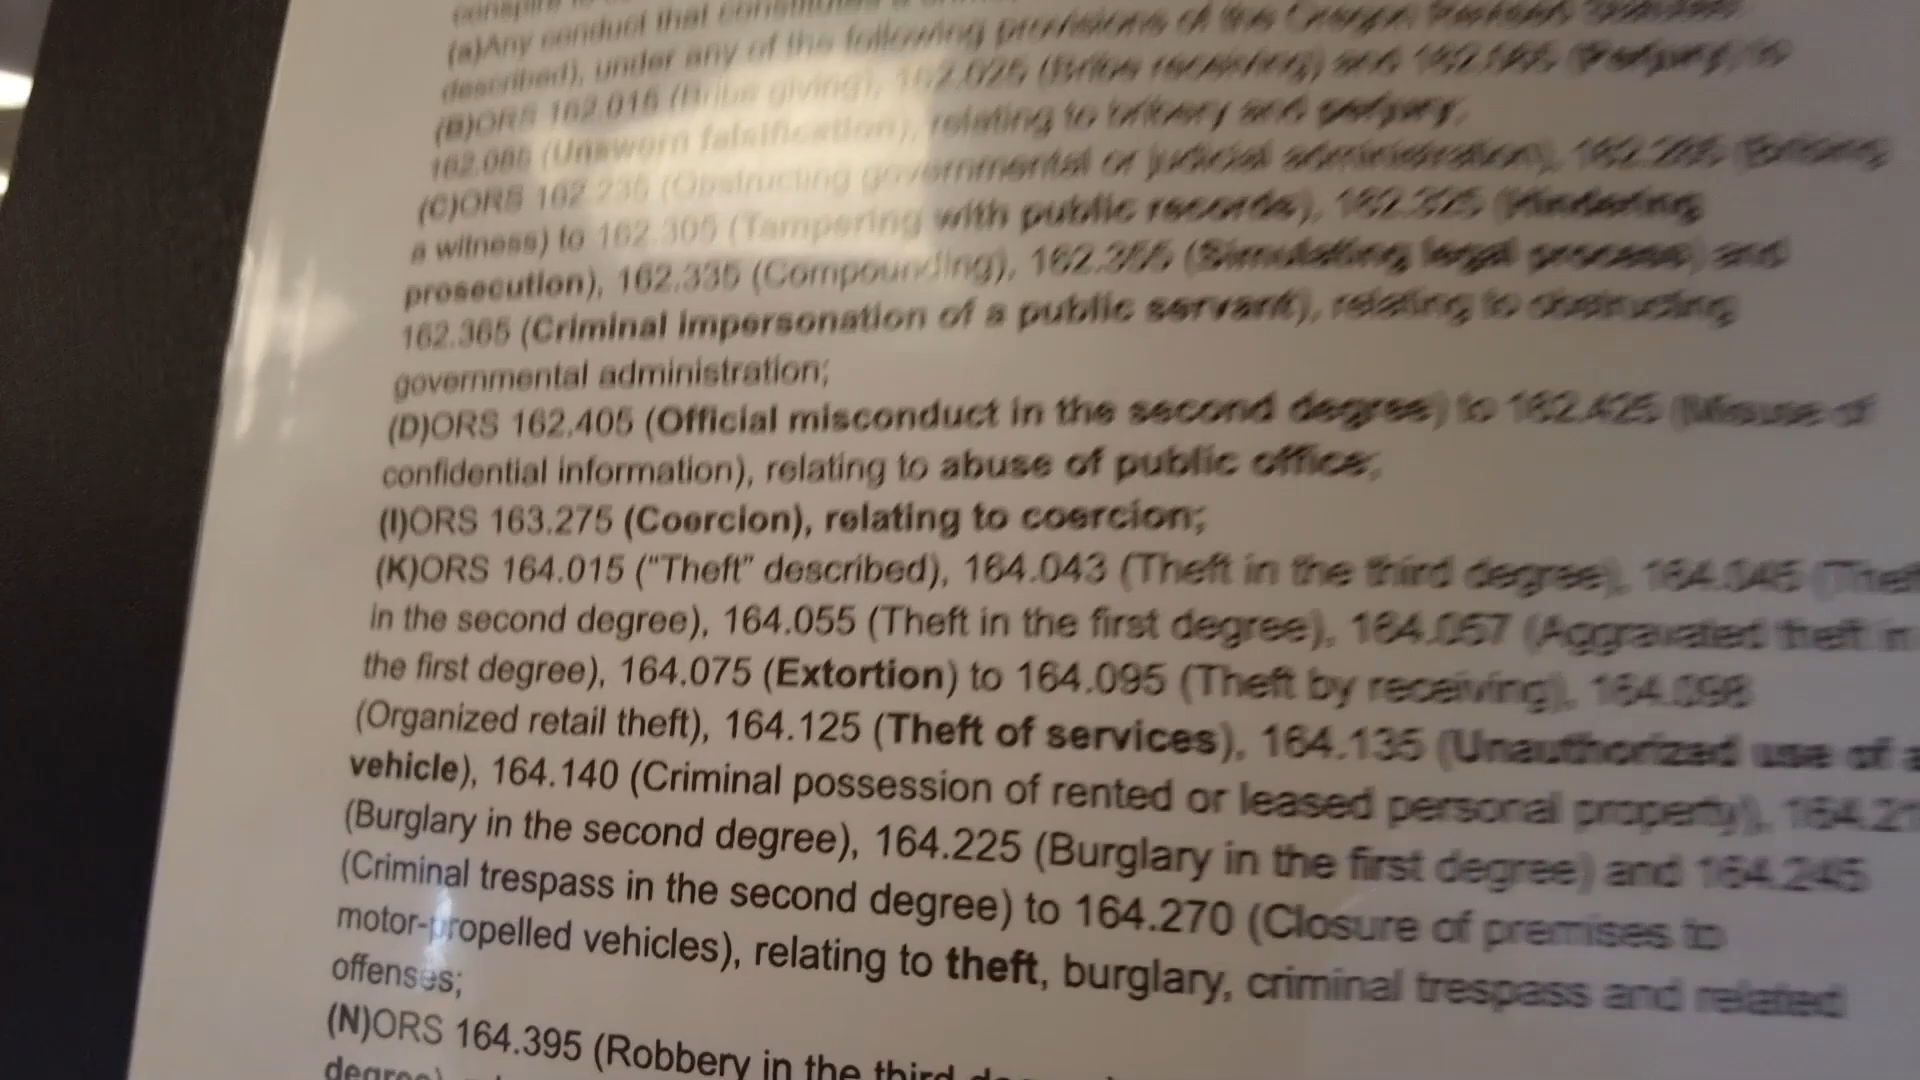 (a)Any conduct that constitutes a
described), under any of the following provisions of the Oregon Revised Statutes:
(B)ORS 162.015 (Bribe giving), 162.025 (Bribe receiving) and
162.085 (Unsworn falsification), relating to bribery and perjury;
(C)ORS 162.235 (Obstructing governmental or judicial administration), 162.265 (Bribing
a witness) to 162.305 (Tampering with public records), 162.325 (Hindering
prosecution), 162.335 (Compounding), 162.355 (Simulating legal process) and
162.365 (Criminal impersonation of a public servant), relating to obstructing
governmental administration;
(D)ORS 162.405 (Official misconduct in the second degree) to 162.425 (Misuse of
confidential information), relating to abuse of public office;
(I)ORS 163.275 (Coercion), relating to coercion;
(K)ORS 164.015 (“Theft” described), 164.043 (Theft in the third degree), 164.045 (Theft
in the second degree), 164.055 (Theft in the first degree), 164.057 (Aggravated theft in
the first degree), 164.075 (Extortion) to 164.095 (Theft by receiving), 164.098
(Organized retail theft), 164.125 (Theft of services), 164.135 (Unauthorized use of a
vehicle), 164.140 (Criminal possession of rented or leased personal property), 164.21
(Burglary in the second degree), 164.225 (Burglary in the first degree) and 164.245
(Criminal trespass in the second degree) to 164.270 (Closure of premises to
motor-propelled vehicles), relating to theft, burglary, criminal trespass and related
offenses;
(N)ORS 164.395 (Robbery in the third